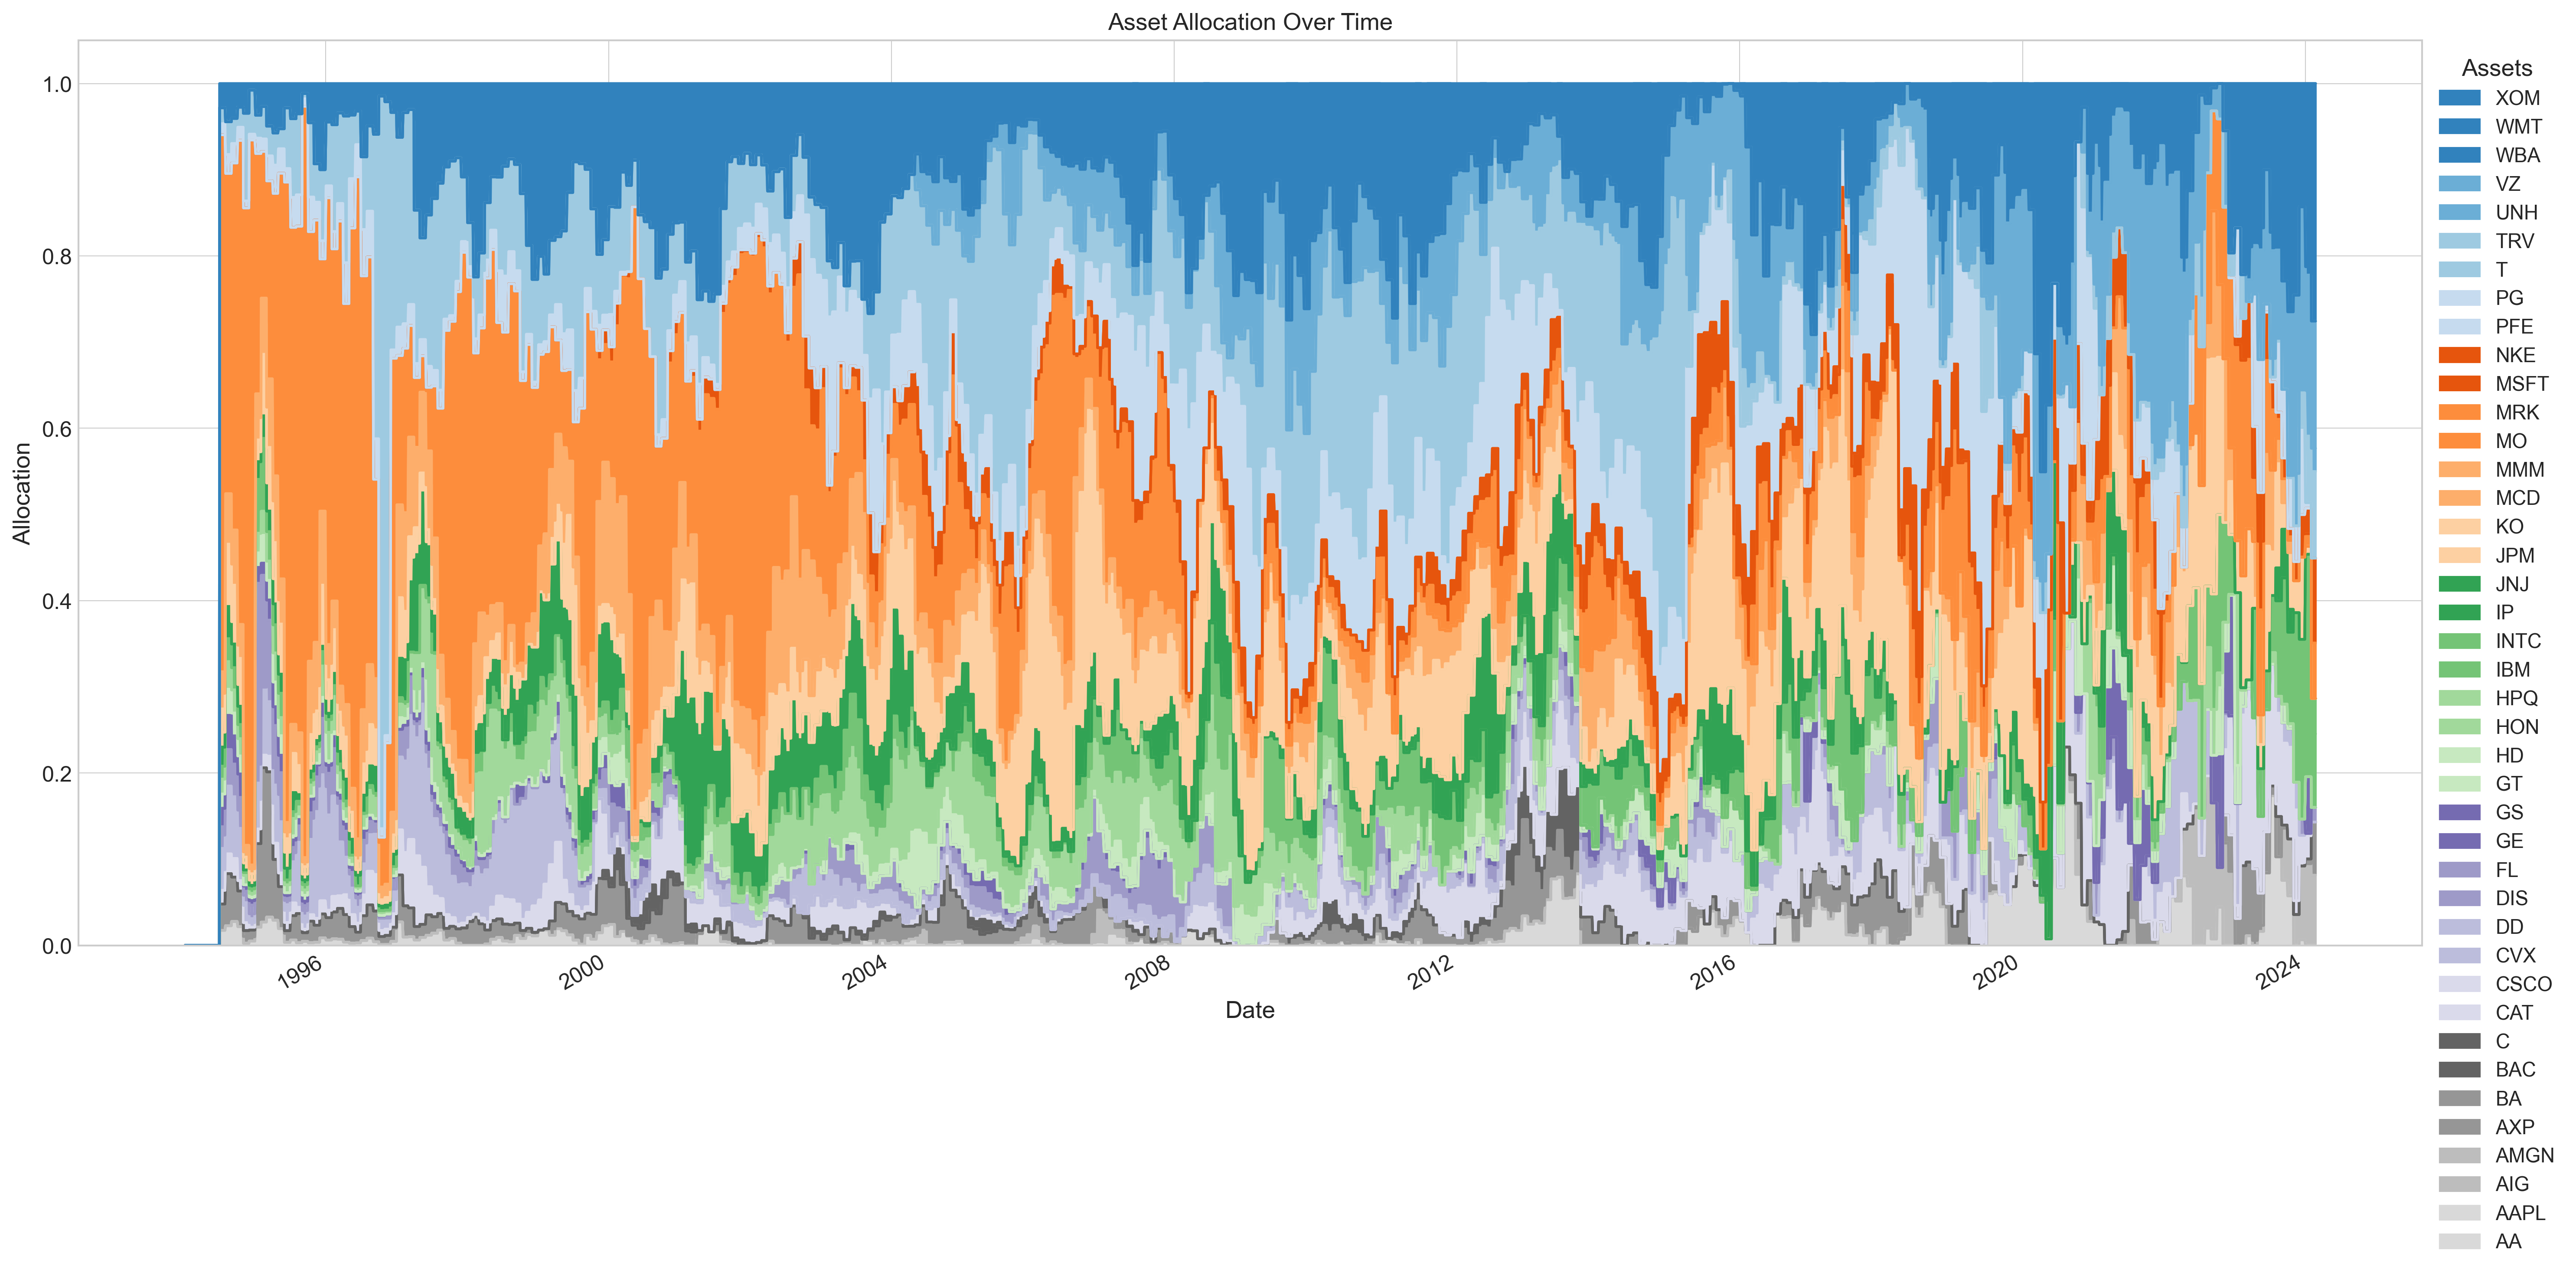 Asset Allocation Over Time
1.0
0.8
0.6
0.4
0.2
0.0
Allocation
1996
2000
2004
2008
2012
2016
2020
2024
Date
Assets
XOM
WMT
WBA
VZ
UNH
TRV
T
PG
PFE
NKE
MSFT
MRK
MO
MMM
MCD
KO
JPM
JNJ
IP
INTC
IBM
HPQ
HON
HD
GT
GS
GE
FL
DIS
DD
CVX
CSCO
CAT
C
BAC
BA
AXP
AMGN
AIG
AAPL
AA